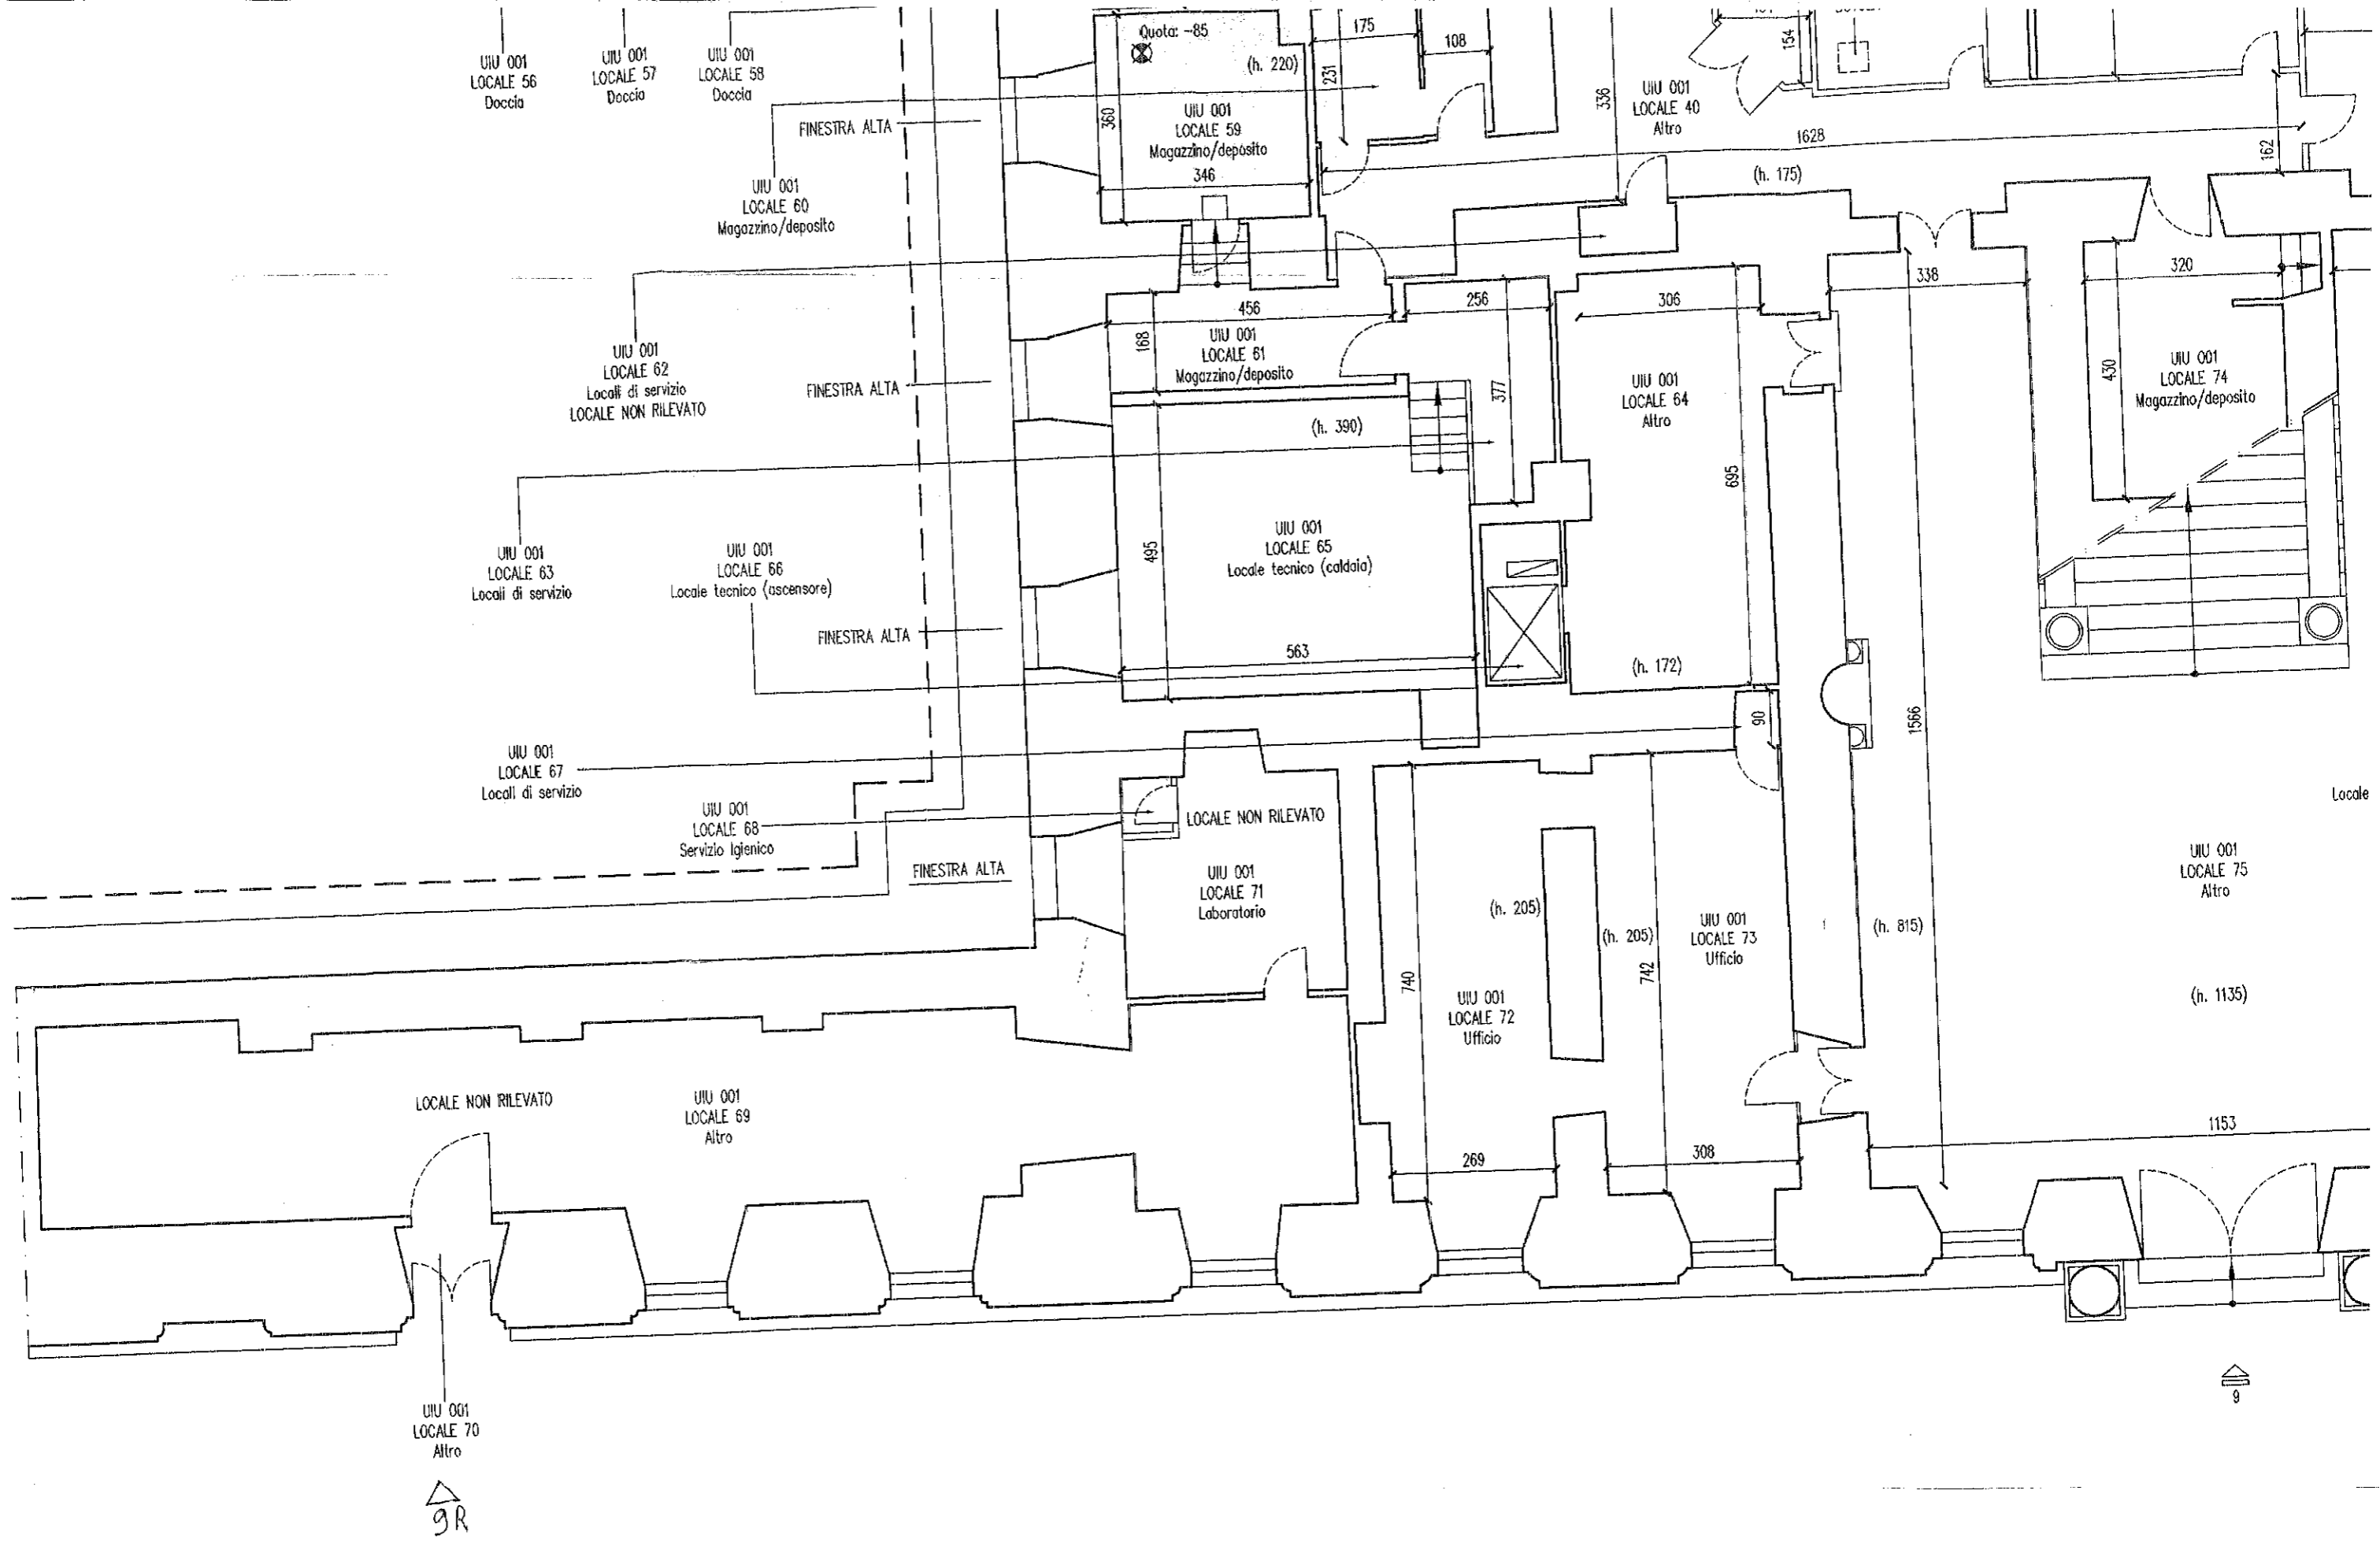 UIU 001
LOCALE 56
Doccia
UIU 001
LOCALE 57
Doccia
UIU 001
LOCALE 58
Doccia
Quota: -85
(h. 220)
360
UIU 001
LOCALE 59
Magazzino/deposito
346
175
108
231
336
UIU 001
LOCALE 40
Altro
154
1628
162
(h. 175)
FINESTRA ALTA
UIU 001
LOCALE 60
Magazzino/deposito
UIU 001
LOCALE 62
Locali di servizio
LOCALE NON RILEVATO
FINESTRA ALTA
456
168
UIU 001
LOCALE 61
Magazzino/deposito
256
377
306
UIU 001
LOCALE 64
Altro
695
338
320
430
UIU 001
LOCALE 74
Magazzino/deposito
(h. 390)
UIU 001
LOCALE 63
Locali di servizio
UIU 001
LOCALE 66
Locale tecnico (ascensore)
FINESTRA ALTA
495
UIU 001
LOCALE 65
Locale tecnico (caldaia)
563
(h. 172)
90
1566
UIU 001
LOCALE 67
Locali di servizio
UIU 001
LOCALE 68
Servizio Igienico
FINESTRA ALTA
LOCALE NON RILEVATO
UIU 001
LOCALE 71
Laboratorio
(h. 205)
(h. 205)
740
742
UIU 001
LOCALE 72
Ufficio
UIU 001
LOCALE 73
Ufficio
(h. 815)
Locale
UIU 001
LOCALE 75
Altro
(h. 1135)
LOCALE NON RILEVATO
UIU 001
LOCALE 69
Altro
269
308
1153
UIU 001
LOCALE 70
Altro
9R
9